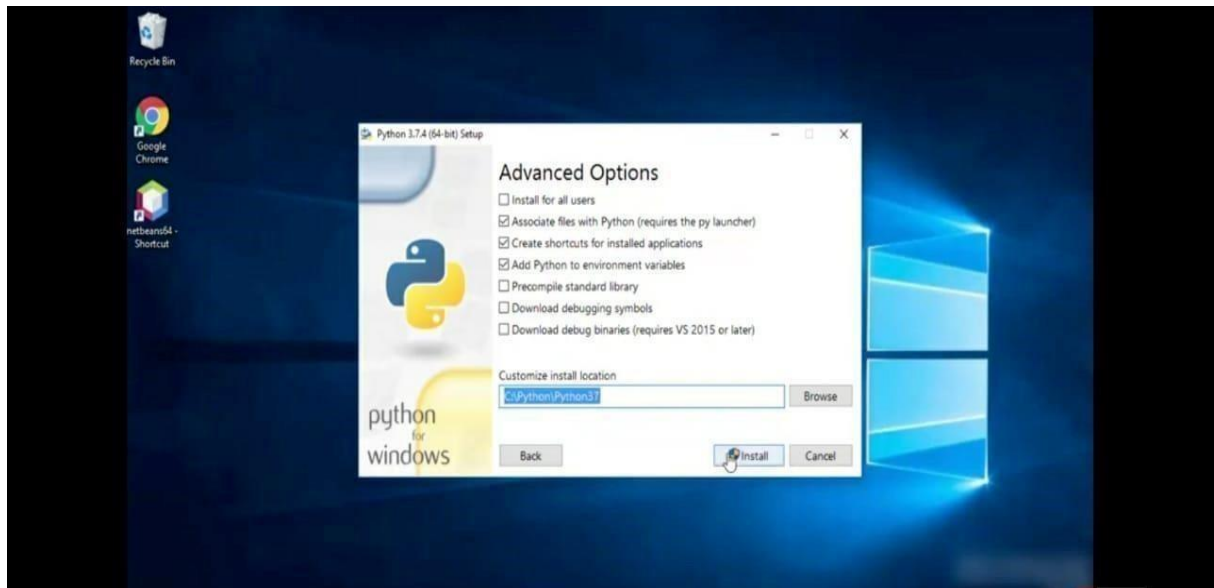 Recycle Bin
Google
Chrome
netbeans64 -
Shortcut
Python 3.7.4 (64-bit) Setup
Advanced Options
Install for all users
Associate files with Python (requires the py launcher)
Create shortcuts for installed applications
Add Python to environment variables
Precompile standard library
Download debugging symbols
Download debug binaries (requires VS 2015 or later)
Customize install location
C:\Python\Python37
Browse
python
for
windows
Back
Install
Cancel